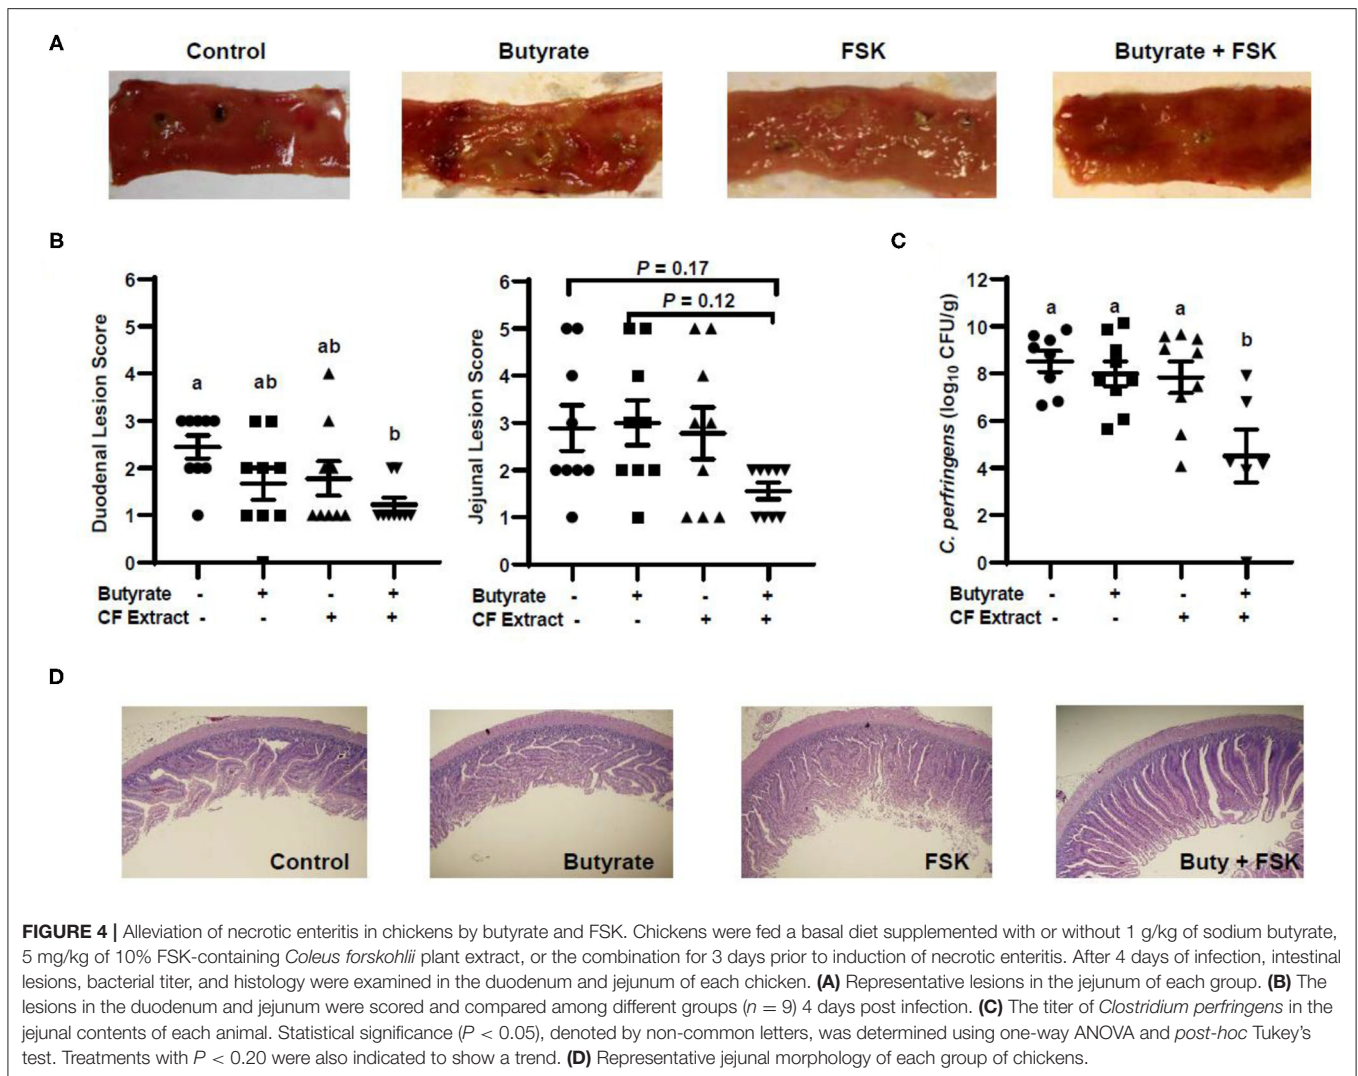 A
Control
Butyrate
FSK
Butyrate + FSK
B
6
5
4
3
2
1
0
Duodenal Lesion Score
a
ab
ab
b
Butyrate - + - +
CF Extract - - + +
6
5
4
3
2
1
0
Jejunal Lesion Score
P = 0.17
P = 0.12
Butyrate - + - +
CF Extract - - + +
C
12
10
8
6
4
2
0
C. perfringens (log10 CFU/g)
a
a
a
b
Butyrate - + - +
CF Extract - - + +
D
Control
Butyrate
FSK
Buty + FSK
FIGURE 4 | Alleviation of necrotic enteritis in chickens by butyrate and FSK. Chickens were fed a basal diet supplemented with or without 1 g/kg of sodium butyrate,
5 mg/kg of 10% FSK-containing Coleus forskohlii plant extract, or the combination for 3 days prior to induction of necrotic enteritis. After 4 days of infection, intestinal
lesions, bacterial titer, and histology were examined in the duodenum and jejunum of each chicken. (A) Representative lesions in the jejunum of each group. (B) The
lesions in the duodenum and jejunum were scored and compared among different groups (n = 9) 4 days post infection. (C) The titer of Clostridium perfringens in the
jejunal contents of each animal. Statistical significance (P < 0.05), denoted by non-common letters, was determined using one-way ANOVA and post-hoc Tukey's
test. Treatments with P < 0.20 were also indicated to show a trend. (D) Representative jejunal morphology of each group of chickens.